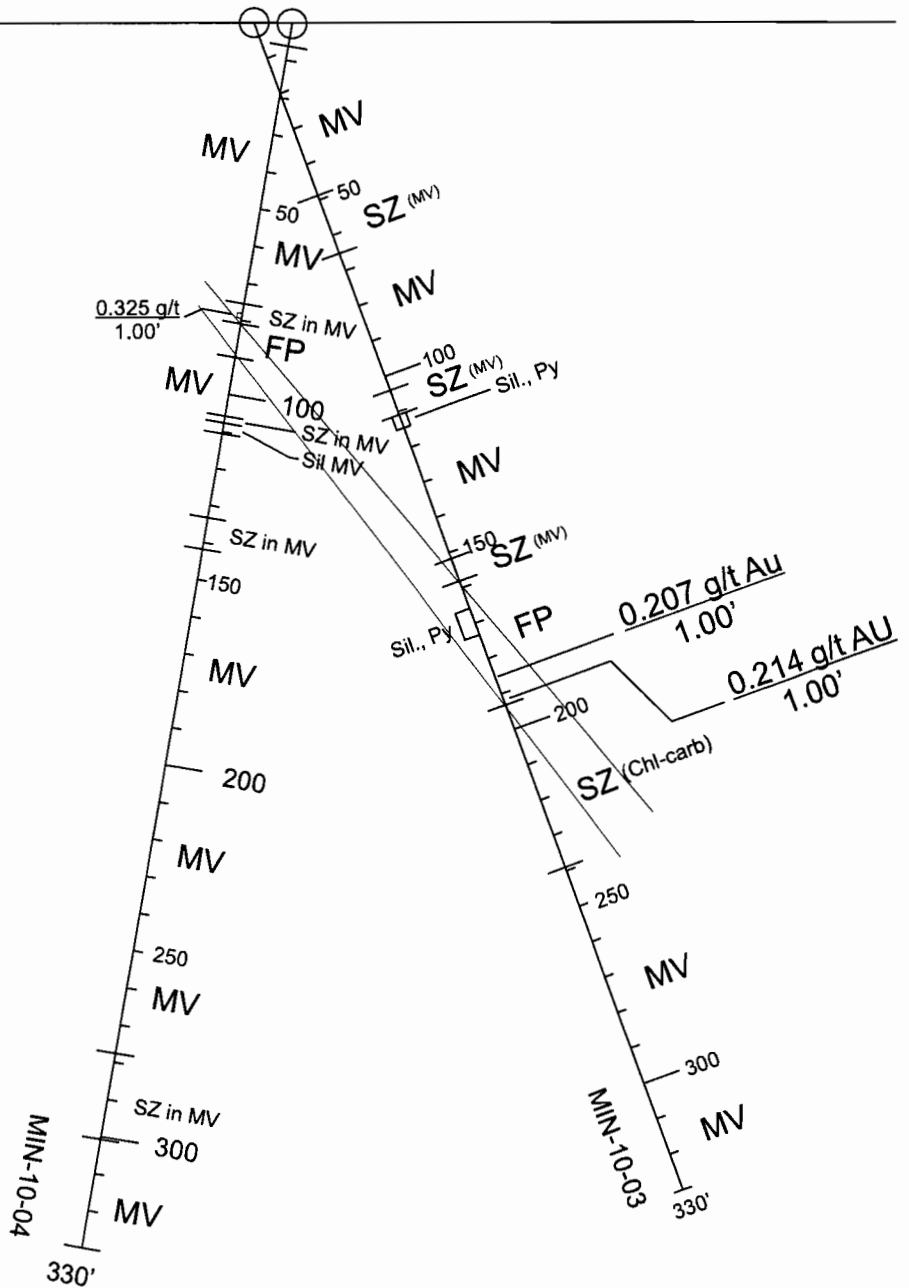 MV
MV
50
SZ (MV)
50
MV
MV
0.325 g/t
1.00'
SZ in MV
FP
100
SZ (MV)
Sil., Py
MV
100
SZ in MV
Sil MV
MV
150
SZ (MV)
SZ in MV
150
FP
0.207 g/t Au
1.00'
Sil., Py
0.214 g/t AU
1.00'
MV
200
200
SZ (Chl-carb)
MV
250
250
MV
MV
300
MIN-10-03
MV
330'
SZ in MV
300
MIN-10-04
MV
330'